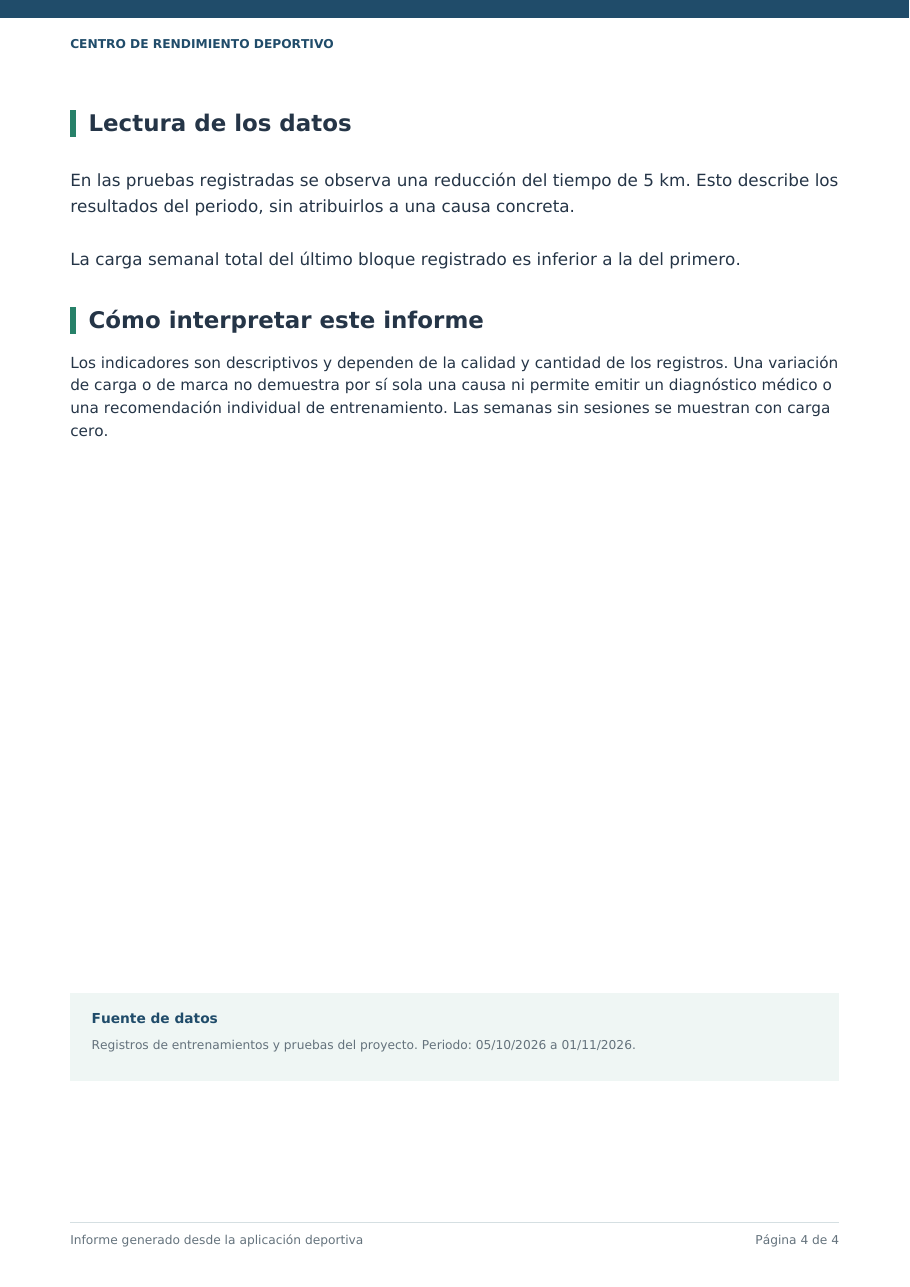 CENTRO DE RENDIMIENTO DEPORTIVO
Lectura de los datos
En las pruebas registradas se observa una reducción del tiempo de 5 km. Esto describe los
resultados del periodo, sin atribuirlos a una causa concreta.
La carga semanal total del último bloque registrado es inferior a la del primero.
Cómo interpretar este informe
Los indicadores son descriptivos y dependen de la calidad y cantidad de los registros. Una variación
de carga o de marca no demuestra por sí sola una causa ni permite emitir un diagnóstico médico o
una recomendación individual de entrenamiento. Las semanas sin sesiones se muestran con carga
cero.
Fuente de datos
Registros de entrenamientos y pruebas del proyecto. Periodo: 05/10/2026 a 01/11/2026.
Informe generado desde la aplicación deportiva
Página 4 de 4